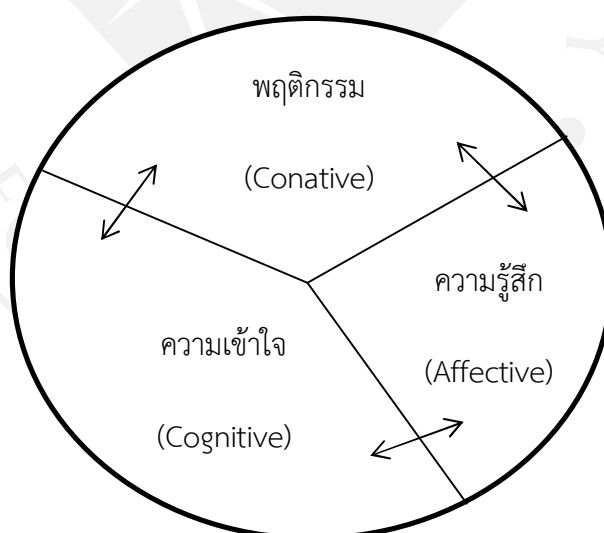 พฤติกรรม
(Conative)
ความรู้สึก
(Affective)
ความเข้าใจ
(Cognitive)